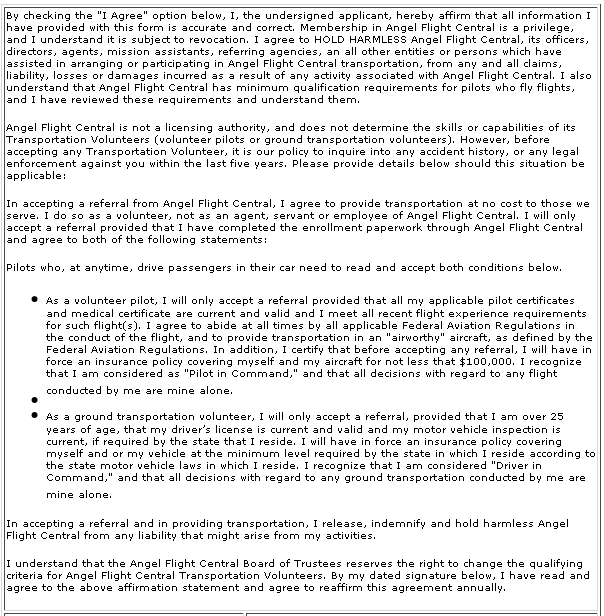 By checking the "I Agree" option below, I, the undersigned applicant, hereby affirm that all information I
have provided with this form is accurate and correct. Membership in Angel Flight Central is a privilege,
and I understand it is subject to revocation. I agree to HOLD HARMLESS Angel Flight Central, its officers,
directors, agents, mission assistants, referring agencies, an all other entities or persons which have
assisted in arranging or participating in Angel Flight Central transportation, from any and all claims,
liability, losses or damages incurred as a result of any activity associated with Angel Flight Central. I also
understand that Angel Flight Central has minimum qualification requirements for pilots who fly flights,
and I have reviewed these requirements and understand them.

Angel Flight Central is not a licensing authority, and does not determine the skills or capabilities of its
Transportation Volunteers (volunteer pilots or ground transportation volunteers). However, before
accepting any Transportation Volunteer, it is our policy to inquire into any accident history, or any legal
enforcement against you within the last five years. Please provide details below should this situation be
applicable:

In accepting a referral from Angel Flight Central, I agree to provide transportation at no cost to those we
serve. I do so as a volunteer, not as an agent, servant or employee of Angel Flight Central. I will only
accept a referral provided that I have completed the enrollment paperwork through Angel Flight Central
and agree to both of the following statements:

Pilots who, at anytime, drive passengers in their car need to read and accept both conditions below.

• As a volunteer pilot, I will only accept a referral provided that all my applicable pilot certificates
and medical certificate are current and valid and I meet all recent flight experience requirements
for such flight(s). I agree to abide at all times by all applicable Federal Aviation Regulations in
the conduct of the flight, and to provide transportation in an "airworthy" aircraft, as defined by the
Federal Aviation Regulations. In addition, I certify that before accepting any referral, I will have in
force an insurance policy covering myself and my aircraft for not less that $100,000. I recognize
that I am considered as "Pilot in Command," and that all decisions with regard to any flight
conducted by me are mine alone.
•
• As a ground transportation volunteer, I will only accept a referral, provided that I am over 25
years of age, that my driver's license is current and valid and my motor vehicle inspection is
current, if required by the state that I reside. I will have in force an insurance policy covering
myself and or my vehicle at the minimum level required by the state in which I reside according to
the state motor vehicle laws in which I reside. I recognize that I am considered "Driver in
Command," and that all decisions with regard to any ground transportation conducted by me are
mine alone.

In accepting a referral and in providing transportation, I release, indemnify and hold harmless Angel
Flight Central from any liability that might arise from my activities.

I understand that the Angel Flight Central Board of Trustees reserves the right to change the qualifying
criteria for Angel Flight Central Transportation Volunteers. By my dated signature below, I have read and
agree to the above affirmation statement and agree to reaffirm this agreement annually.